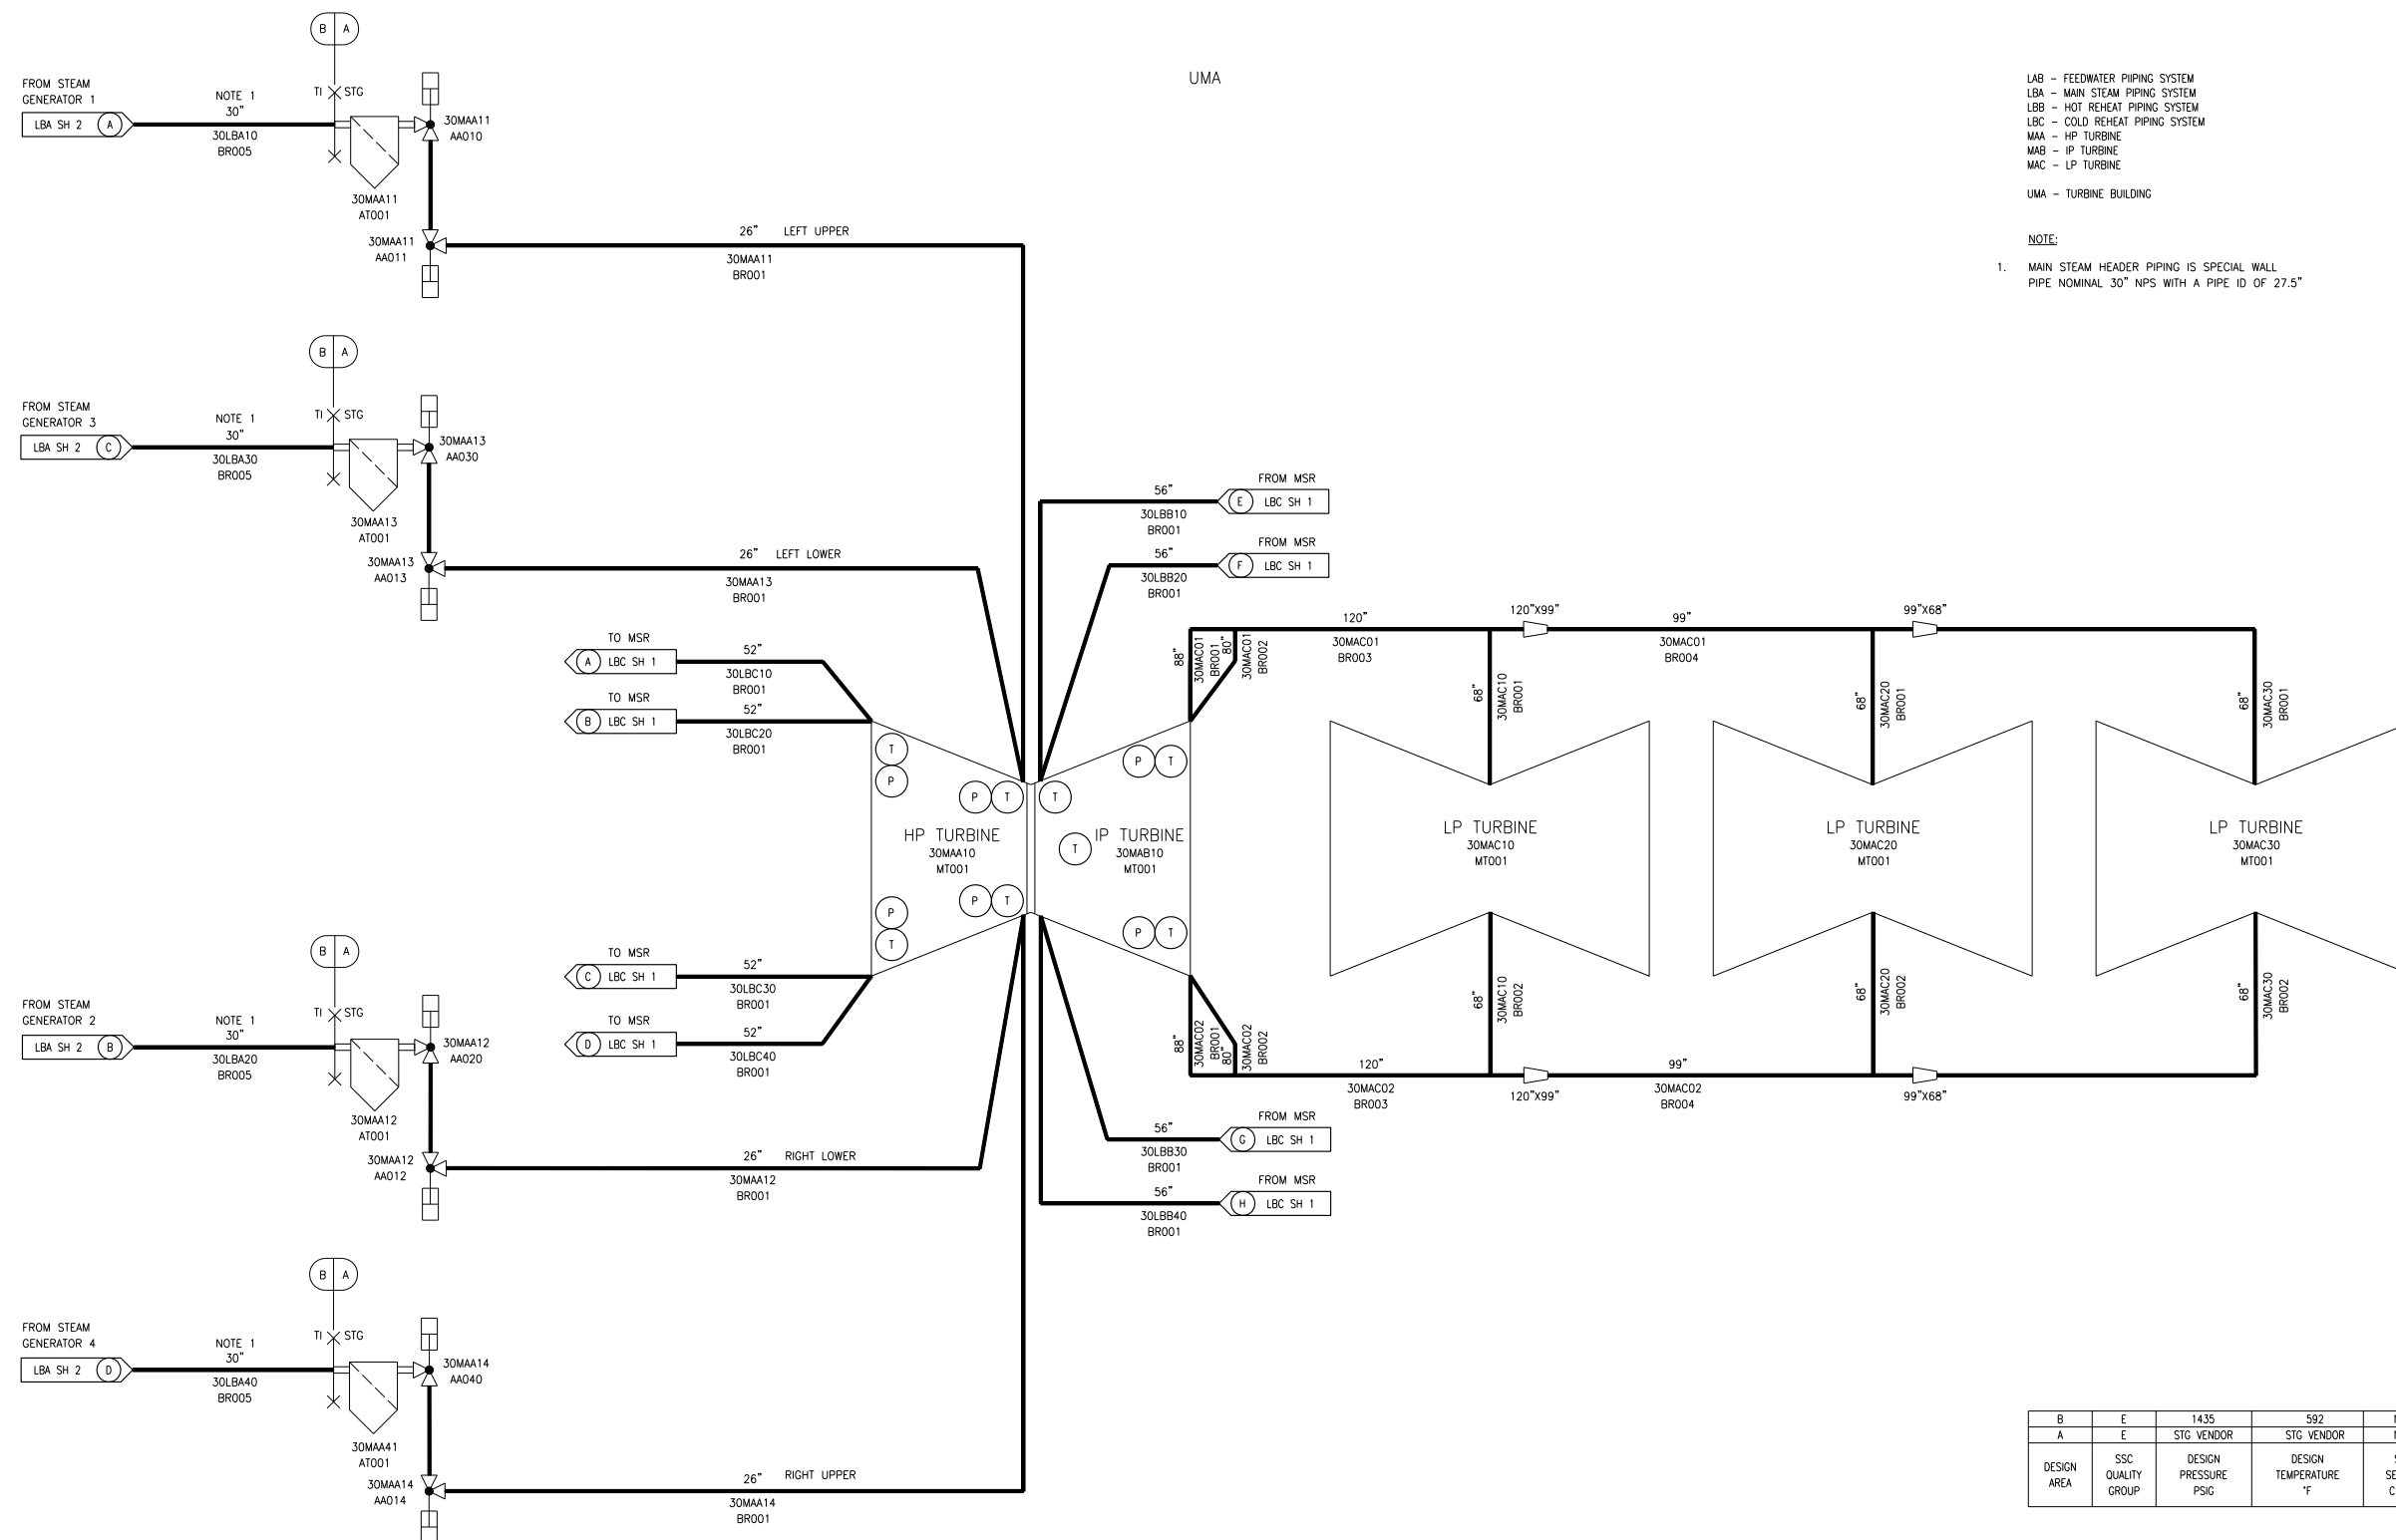 B A
FROM STEAM
GENERATOR 1
LBA SH 2 A
NOTE 1
30"
30LBA10
BR005
TI STG
30MAA11
AA010
30MAA11
AT001
30MAA11
AA011
26" LEFT UPPER
30MAA11
BR001
UMA
LAB - FEEDWATER PIIPING SYSTEM
LBA - MAIN STEAM PIPING SYSTEM
LBB - HOT REHEAT PIPING SYSTEM
LBC - COLD REHEAT PIPING SYSTEM
MAA - HP TURBINE
MAB - IP TURBINE
MAC - LP TURBINE
UMA - TURBINE BUILDING
NOTE:
1. MAIN STEAM HEADER PIPING IS SPECIAL WALL
PIPE NOMINAL 30" NPS WITH A PIPE ID OF 27.5"
B A
FROM STEAM
GENERATOR 3
LBA SH 2 C
NOTE 1
30"
30LBA30
BR005
TI STG
30MAA13
AA030
30MAA13
AT001
30MAA13
AA013
26" LEFT LOWER
30MAA13
BR001
FROM MSR
56"
E LBC SH 1
30LBB10
BR001
FROM MSR
56"
F LBC SH 1
30LBB20
BR001
TO MSR
A LBC SH 1
52"
30LBC10
BR001
TO MSR
B LBC SH 1
52"
30LBC20
BR001
88"
30MAC01
BR001
80"
30MAC01
BR002
120"
30MAC01
BR003
120"X99"
99"
30MAC01
BR004
99"X68"
68"
30MAC10
BR001
68"
30MAC20
BR001
68"
30MAC30
BR001
T
P
P T
T
P T
HP TURBINE
30MAA10
MT001
T
IP TURBINE
30MAB10
MT001
LP TURBINE
30MAC10
MT001
LP TURBINE
30MAC20
MT001
LP TURBINE
30MAC30
MT001
P
T
P T
P T
B A
FROM STEAM
GENERATOR 2
LBA SH 2 B
NOTE 1
30"
30LBA20
BR005
TI STG
30MAA12
AA020
30MAA12
AT001
30MAA12
AA012
26" RIGHT LOWER
30MAA12
BR001
TO MSR
C LBC SH 1
52"
30LBC30
BR001
TO MSR
D LBC SH 1
52"
30LBC40
BR001
88"
30MAC02
BR001
80"
30MAC02
BR002
120"
30MAC02
BR003
120"X99"
99"
30MAC02
BR004
99"X68"
68"
30MAC10
BR002
68"
30MAC20
BR002
68"
30MAC30
BR002
FROM MSR
56"
G LBC SH 1
30LBB30
BR001
FROM MSR
56"
H LBC SH 1
30LBB40
BR001
B A
FROM STEAM
GENERATOR 4
LBA SH 2 D
NOTE 1
30"
30LBA40
BR005
TI STG
30MAA14
AA040
30MAA41
AT001
30MAA14
AA014
26" RIGHT UPPER
30MAA14
BR001
B E 1435 592
A E STG VENDOR STG VENDOR
DESIGN
AREA
SSC
QUALITY
GROUP
DESIGN
PRESSURE
PSIG
DESIGN
TEMPERATURE
°F